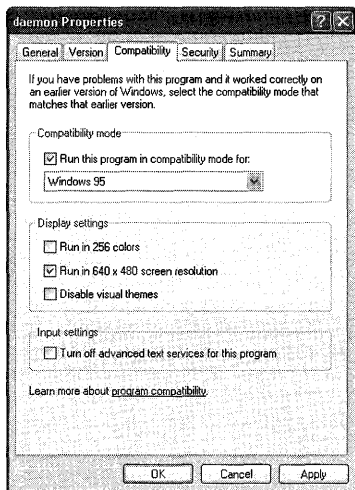 daemon Properties
General Version Compatibility Security Summary
If you have problems with this program and it worked correctly on
an earlier version of Windows, select the compatibility mode that
matches that earlier version.
Compatibility mode
Run this program in compatibility mode for:
Windows 95
Display settings
Run in 256 colors
Run in 640 x 480 screen resolution
Disable visual themes
Input settings
Turn off advanced text services for this program
Learn more about program compatibility.
OK Cancel Apply